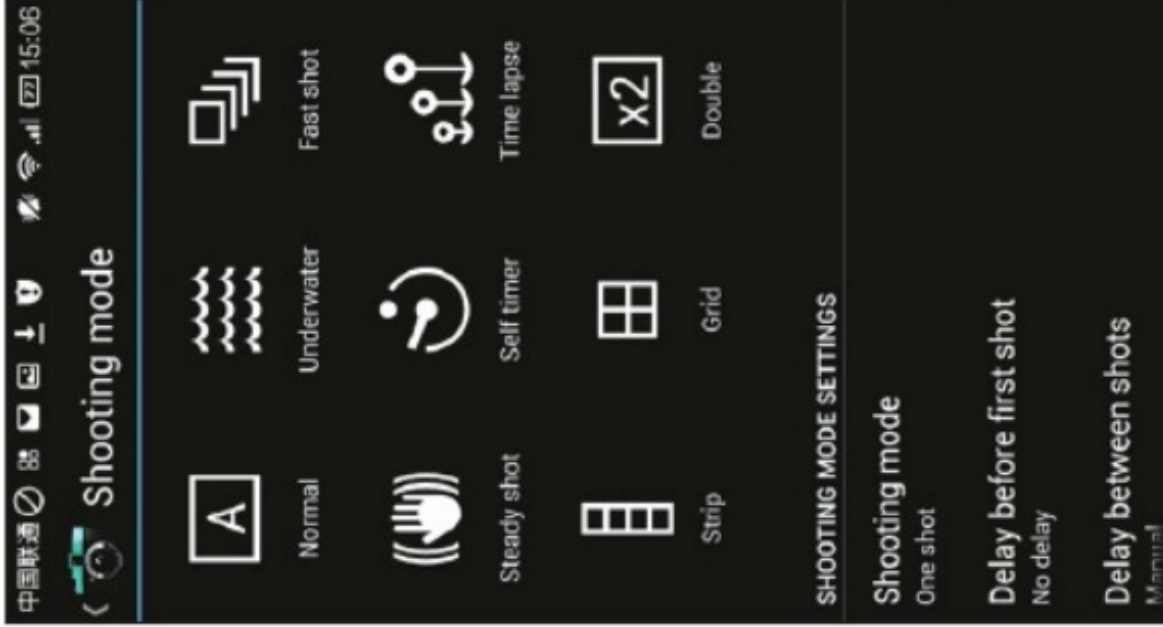 中国联通 77 15:06
Shooting mode
A
Normal
Underwater
Fast shot
Steady shot
Self timer
Time lapse
x2
Strip
Grid
Double
SHOOTING MODE SETTINGS
Shooting mode
One shot
Delay before first shot
No delay
Delay between shots
Manual